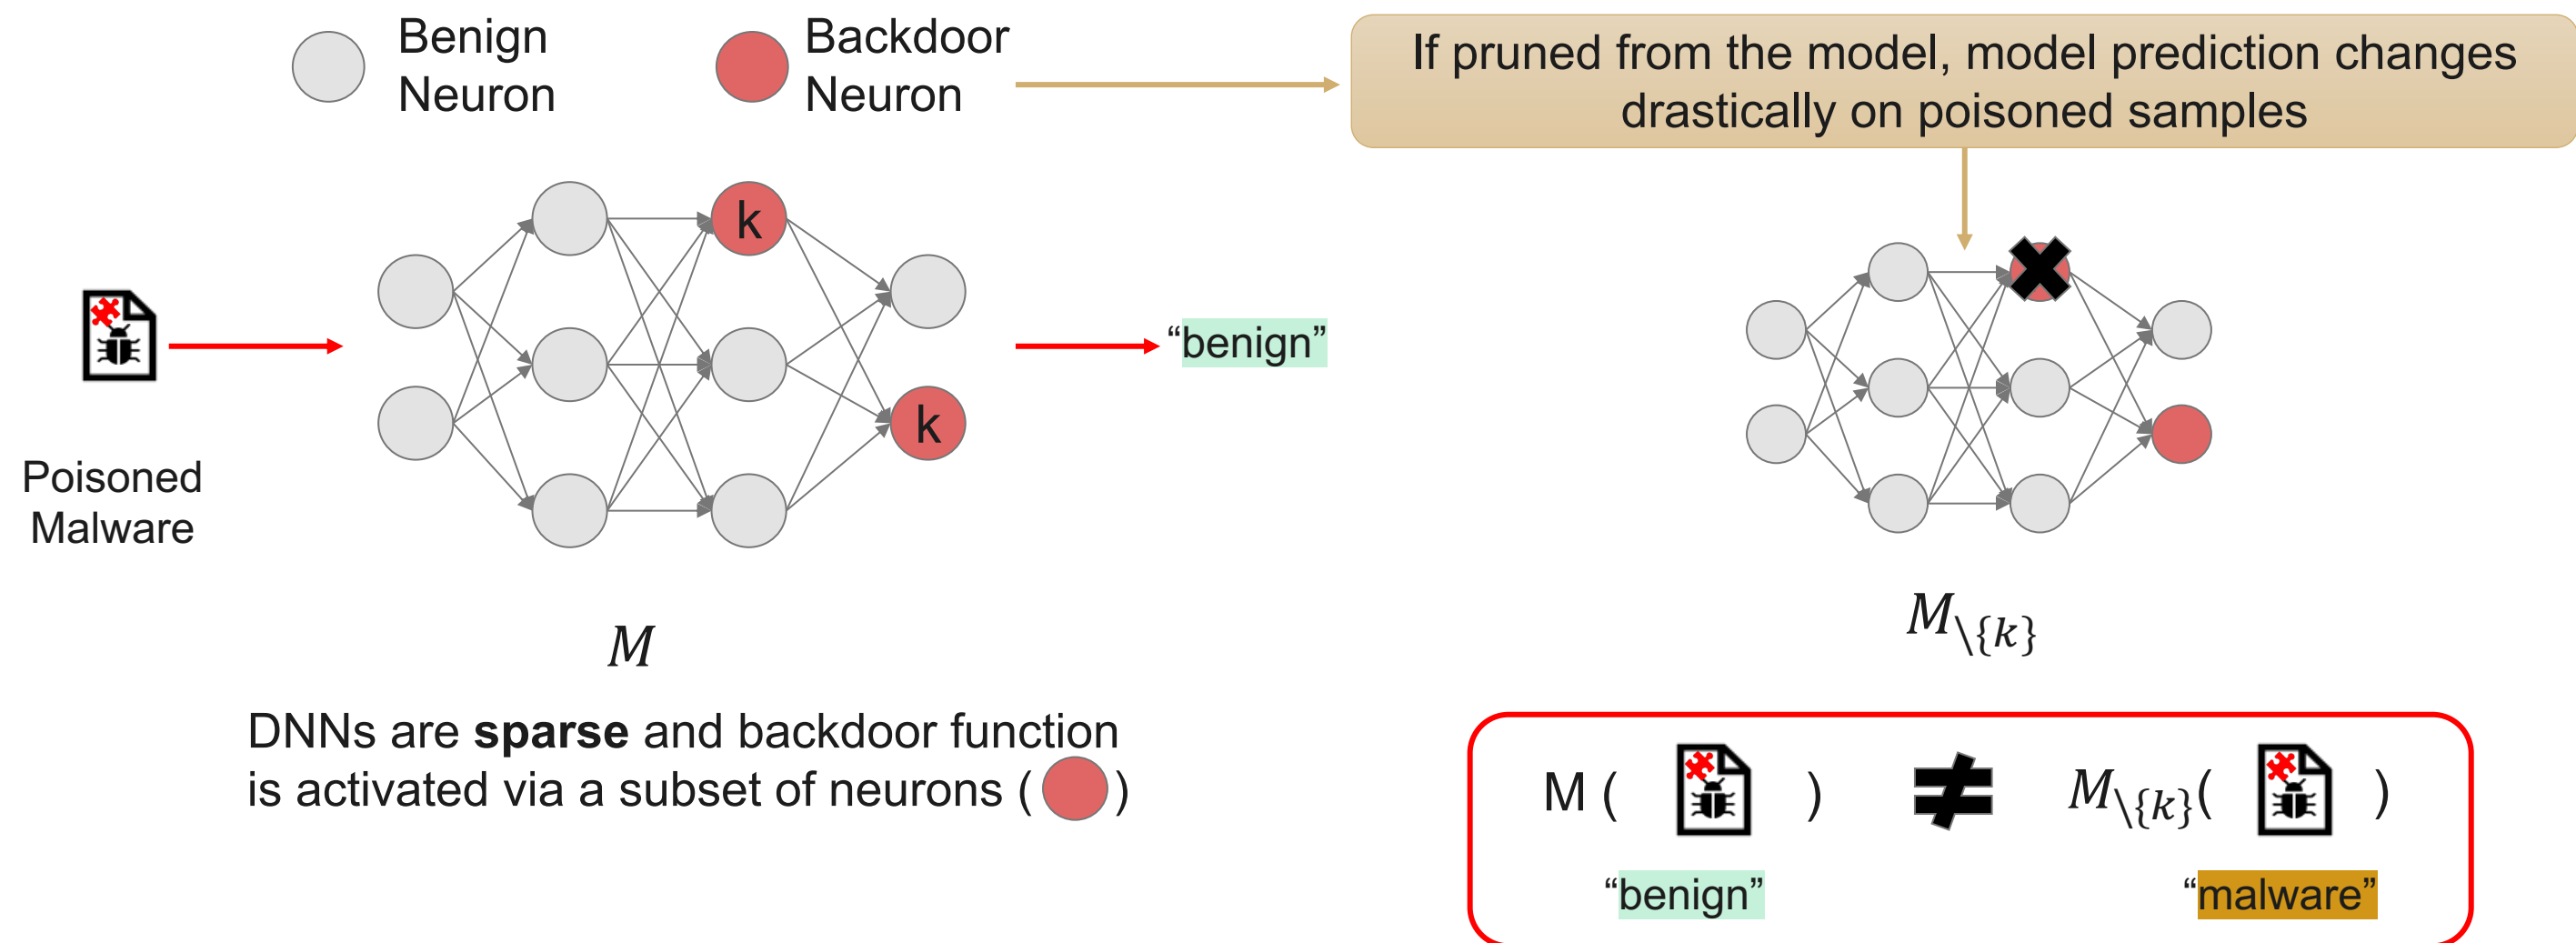 Benign
Neuron
Backdoor
Neuron
If pruned from the model, model prediction changes
drastically on poisoned samples
k
k
Poisoned
Malware
“benign”
M
M\{k}
DNNs are sparse and backdoor function
is activated via a subset of neurons ( )
M ( ) ≠ M\{k}( )
“benign” “malware”